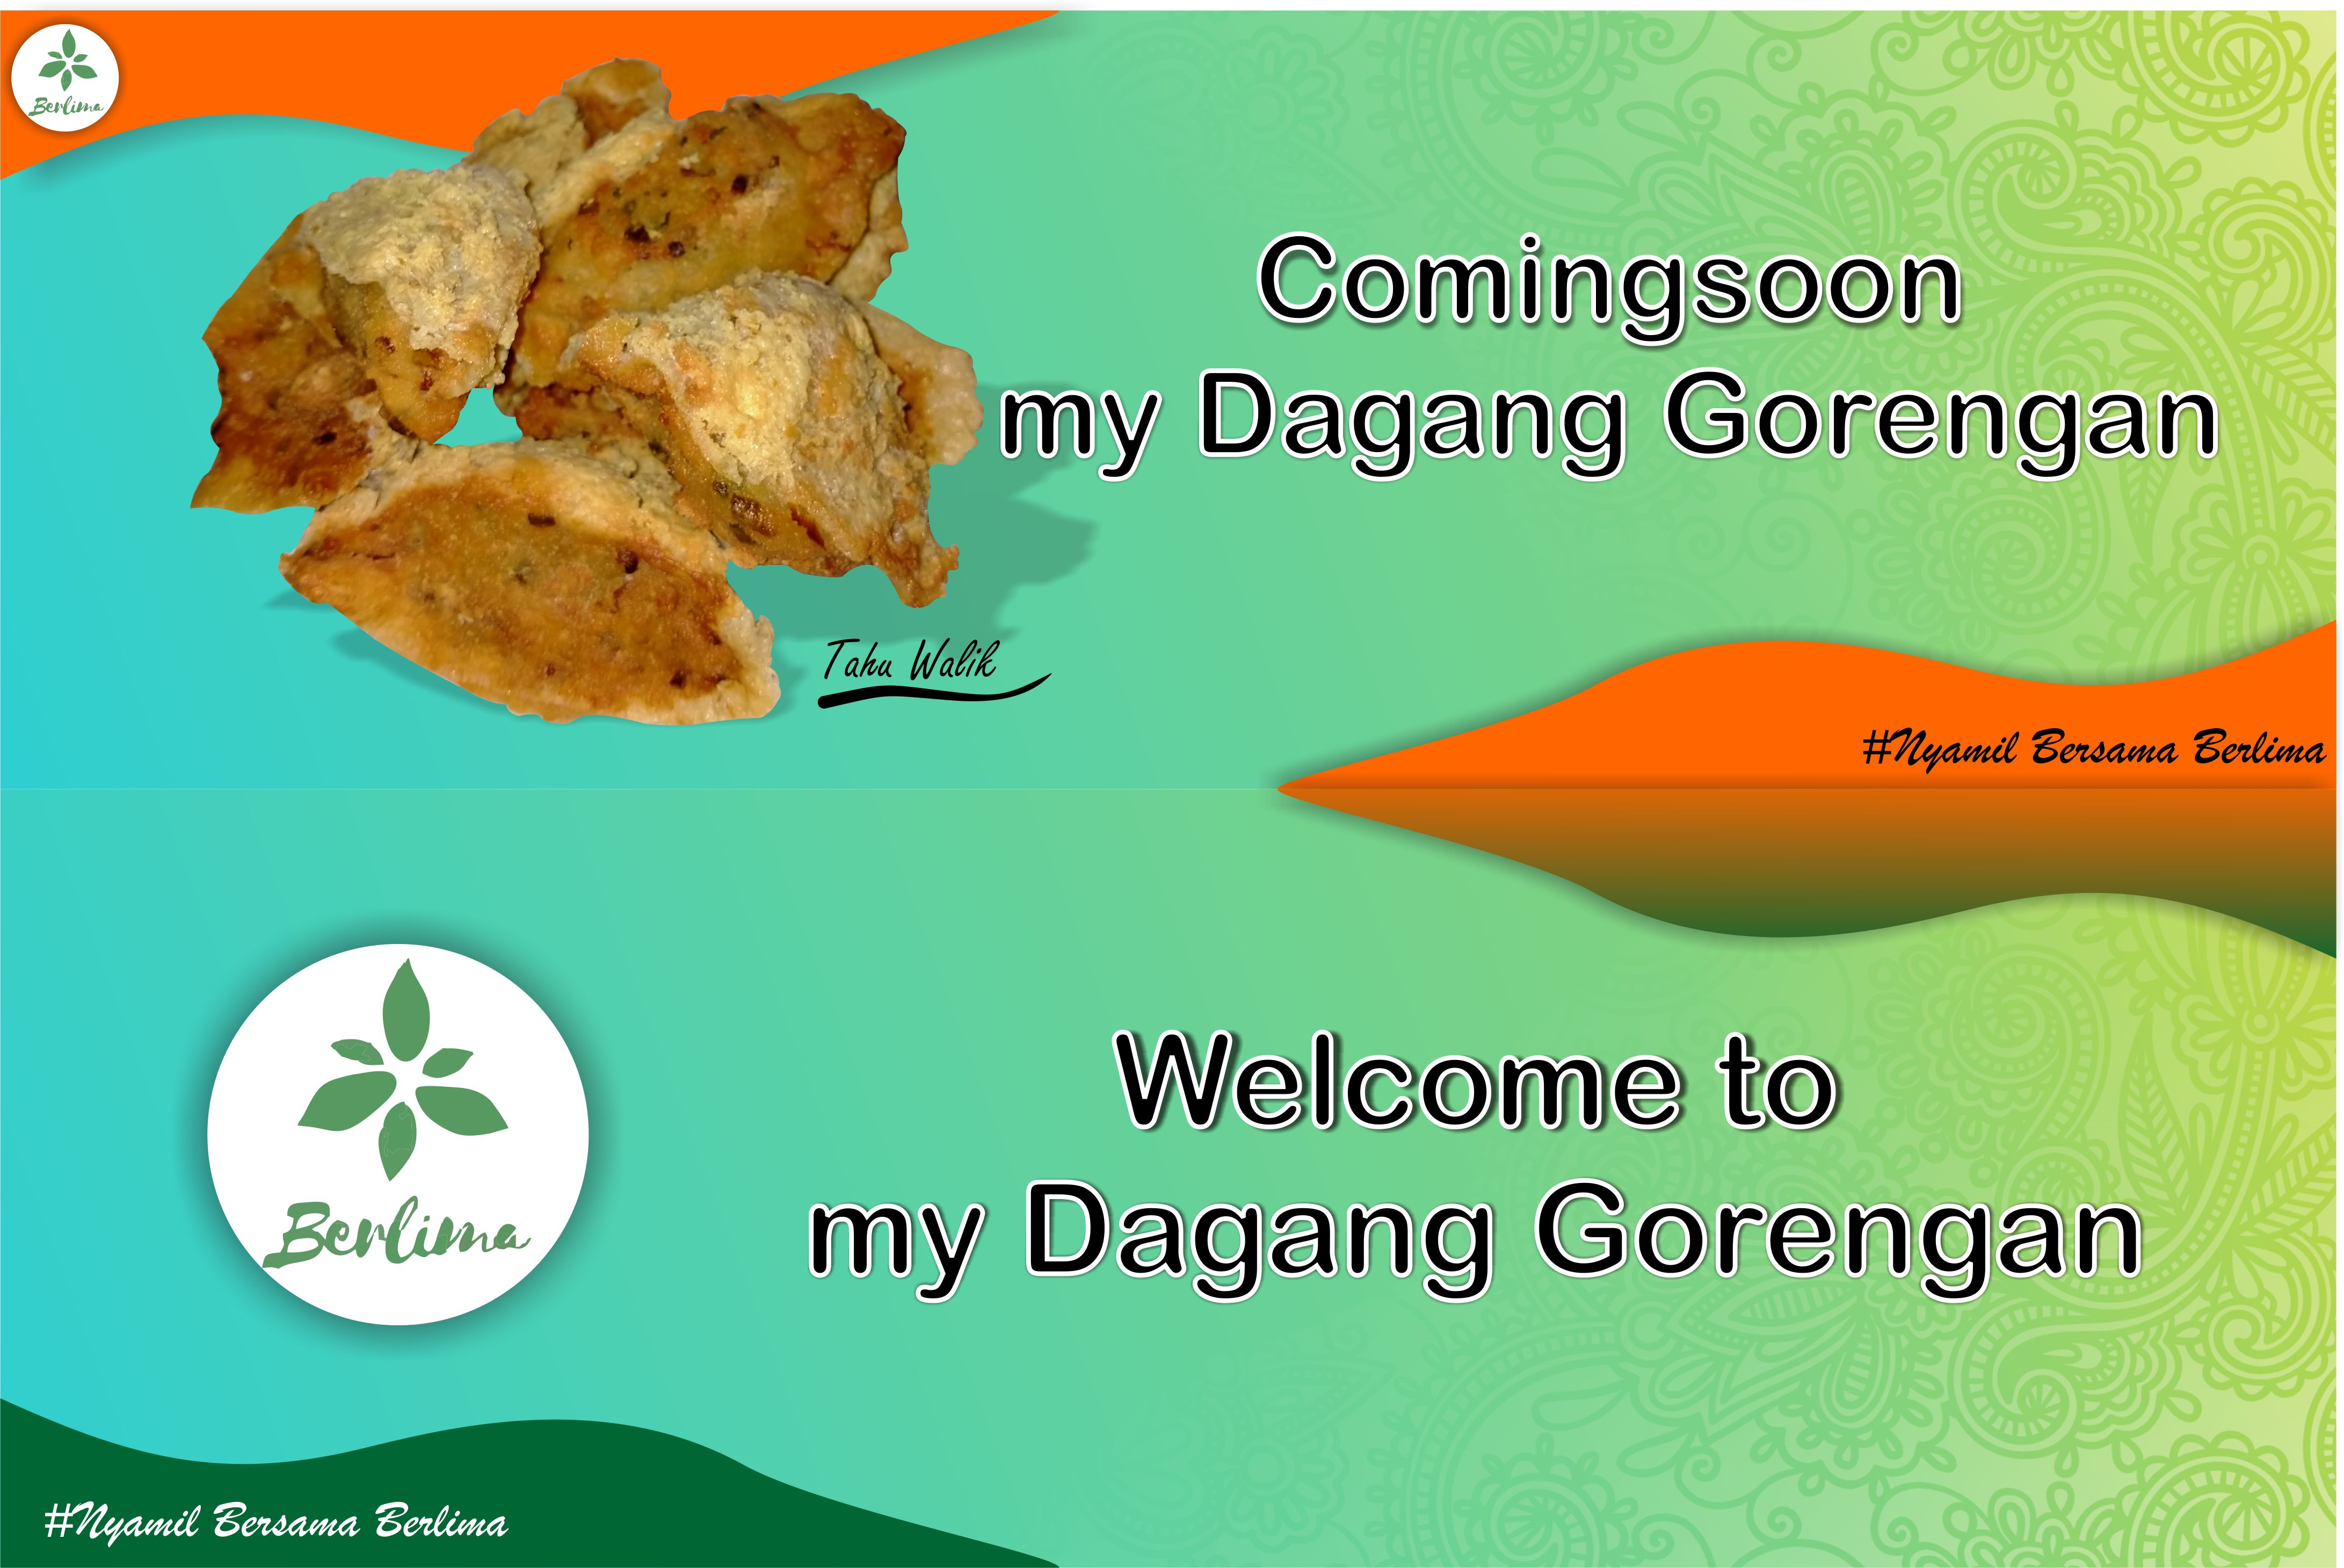 Berlima
Comingsoon
my Dagang Gorengan
Tahu Walik
#Nyamil Bersama Berlima
Berlima
Welcome to
my Dagang Gorengan
#Nyamil Bersama Berlima